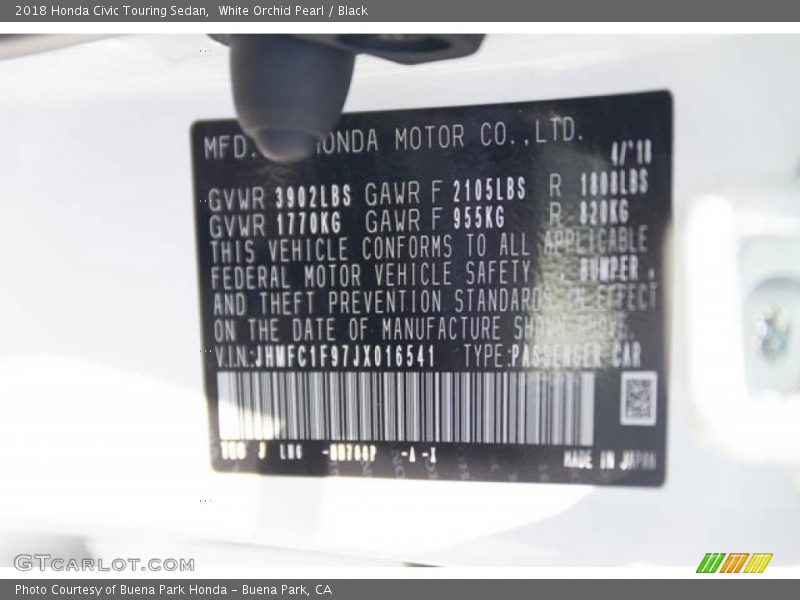 2018 Honda Civic Touring Sedan, White Orchid Pearl / Black
MFD. HONDA MOTOR CO.,LTD.
4/'18
GVWR 3902LBS GAWR F 2105LBS R 1808LBS
GVWR 1770KG GAWR F 955KG R 820KG
THIS VEHICLE CONFORMS TO ALL APPLICABLE
FEDERAL MOTOR VEHICLE SAFETY , BUMPER ,
AND THEFT PREVENTION STANDARDS IN EFFECT
ON THE DATE OF MANUFACTURE SHOWN ABOVE.
V.I.N.:JHMFC1F97JX016541 TYPE:PASSENGER CAR
J -A -X
MADE IN JAPAN
GTCARLOT.COM
Photo Courtesy of Buena Park Honda – Buena Park, CA